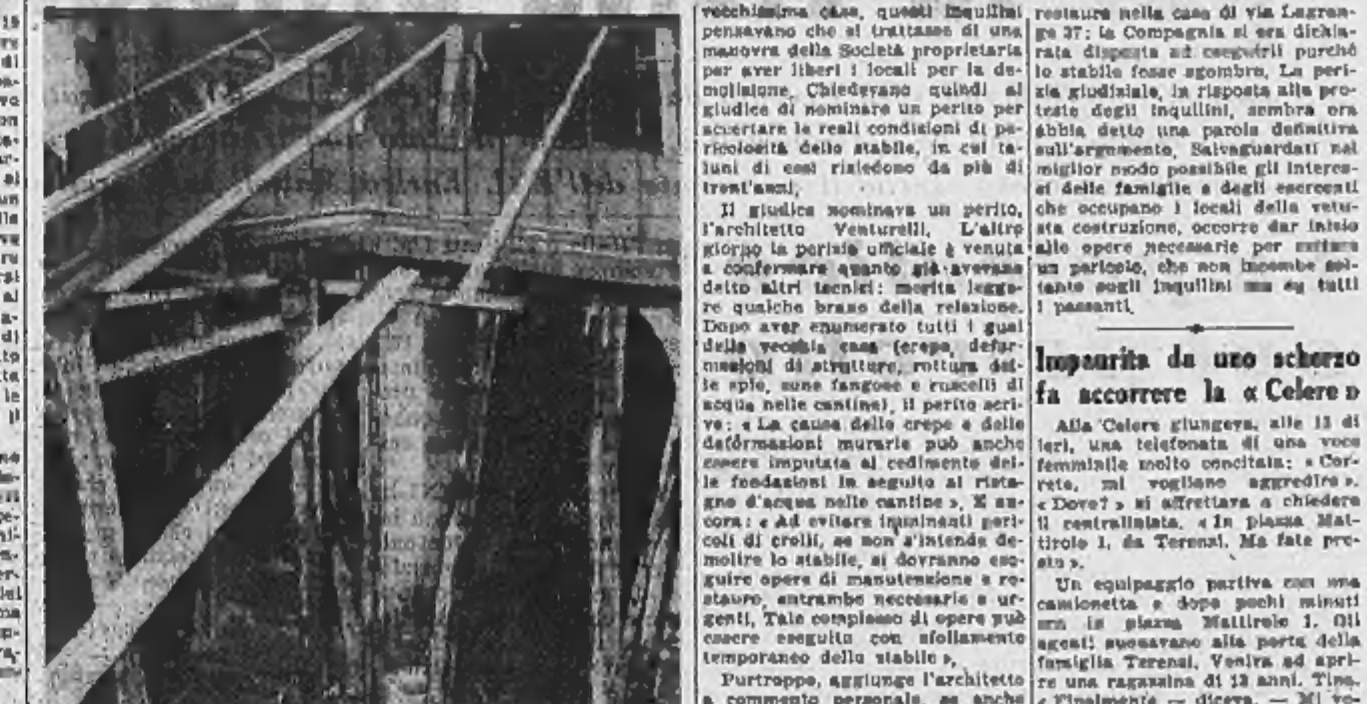 vecchissima casa, questi inquilini
pensavano che si trattasse di una
manovra della Società proprietaria
per aver liberi i locali per la de-
molizione. Chiedevano quindi al
giudice di nominare un perito per
accertare le reali condizioni di pe-
ricolosità dello stabile, in cui ta-
luni di essi risiedono da più di
trent'anni.
Il giudice nominava un perito,
l'architetto Venturelli. L'altro
giorno la perizia ufficiale è venuta
a confermare quanto già avevano
detto altri tecnici: merita legge-
re qualche brano della relazione.
Dopo aver enumerato tutti i guai
della vecchia casa (crepe, defor-
mazioni di strutture, rottura del-
le spie, zone fangose e ruscelli di
acqua nelle cantine), il perito scri-
ve: « La causa delle crepe e delle
deformazioni murarie può anche
essere imputata al cedimento del-
le fondazioni in seguito al rista-
gno d'acqua nelle cantine ». E an-
cora: « Ad evitare imminenti peri-
coli di crolli, se non s'intende de-
molire lo stabile, si dovranno ese-
guire opere di manutenzione e re-
stauro, entrambe necessarie e ur-
genti. Tale complesso di opere può
essere eseguito con sfollamento
temporaneo dello stabile ».
Purtroppo, aggiunge l'architetto
a commento personale, se anche
restauro nella casa di via Lagran-
ge 37; la Compagnia si era dichia-
rata disposta ad eseguirli purché
lo stabile fosse sgombro. La peri-
zia giudiziale, in risposta alle pro-
teste degli inquilini, sembra ora
abbia detto una parola definitiva
sull'argomento. Salvaguardati nel
miglior modo possibile gli interes-
si delle famiglie e degli esercenti
che occupano i locali della vetu-
sta costruzione, occorre dar inizio
alle opere necessarie per evitare
un pericolo, che non incombe sol-
tanto sugli inquilini ma su tutti
i passanti.
Impaurita da uno scherzo
fa accorrere la « Celere »
Alla Celere giungeva, alle 13 di
ieri, una telefonata di una voce
femminile molto concitata: « Cor-
rete, mi vogliono aggredire ».
« Dove? » si affrettava a chiedere
il centralinista. « In piazza Mat-
tirolo 1, da Terenzi. Ma fate pre-
sto ».
Un equipaggio partiva con una
camionetta e dopo pochi minuti
era in piazza Mattirolo 1. Gli
agenti suonavano alla porta della
famiglia Terenzi. Veniva ad apri-
re una ragazzina di 13 anni, Tina.
« Finalmente — diceva. — Mi vo-